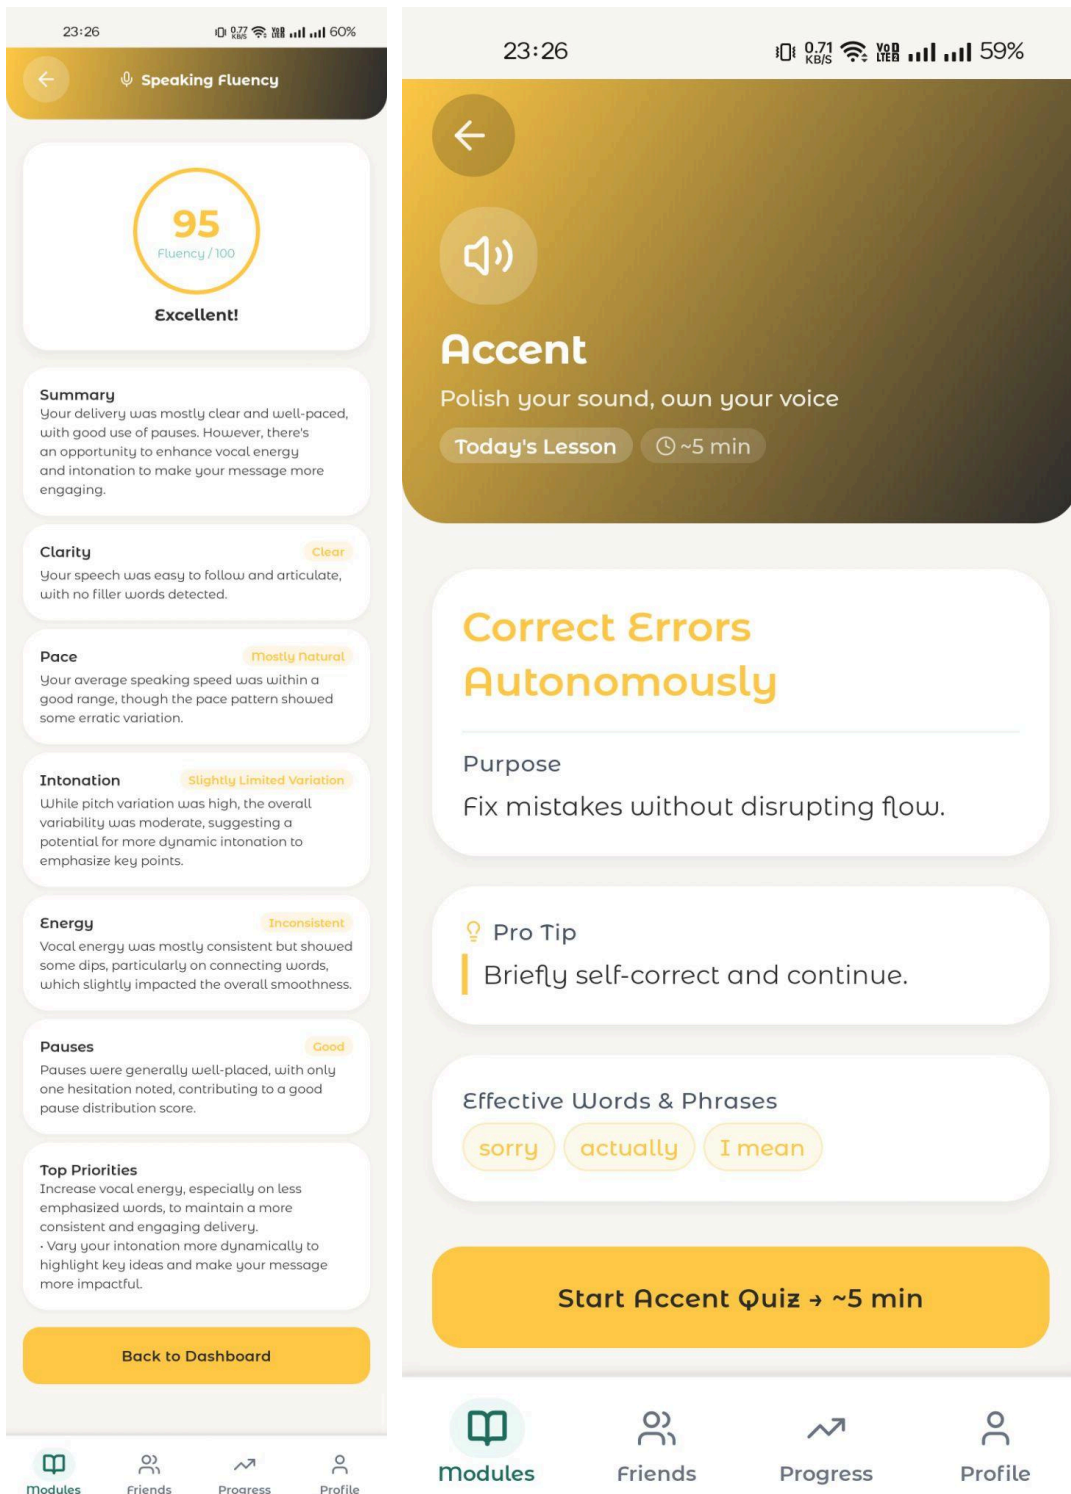 23:26
0.77 KB/S VoD LTE2 60%
Speaking Fluency
95
Fluency / 100
Excellent!
Summary
Your delivery was mostly clear and well-paced,
with good use of pauses. However, there's
an opportunity to enhance vocal energy
and intonation to make your message more
engaging.
Clarity
Clear
Your speech was easy to follow and articulate,
with no filler words detected.
Pace
Mostly Natural
Your average speaking speed was within a
good range, though the pace pattern showed
some erratic variation.
Intonation
Slightly Limited Variation
While pitch variation was high, the overall
variability was moderate, suggesting a
potential for more dynamic intonation to
emphasize key points.
Energy
Inconsistent
Vocal energy was mostly consistent but showed
some dips, particularly on connecting words,
which slightly impacted the overall smoothness.
Pauses
Good
Pauses were generally well-placed, with only
one hesitation noted, contributing to a good
pause distribution score.
Top Priorities
Increase vocal energy, especially on less
emphasized words, to maintain a more
consistent and engaging delivery.
• Vary your intonation more dynamically to
highlight key ideas and make your message
more impactful.
Back to Dashboard
Modules
Friends
Progress
Profile
23:26
0.71 KB/S VoD LTE2 59%
Accent
Polish your sound, own your voice
Today's Lesson
~5 min
Correct Errors
Autonomously
Purpose
Fix mistakes without disrupting flow.
Pro Tip
Briefly self-correct and continue.
Effective Words & Phrases
sorry
actually
I mean
Start Accent Quiz → ~5 min
Modules
Friends
Progress
Profile